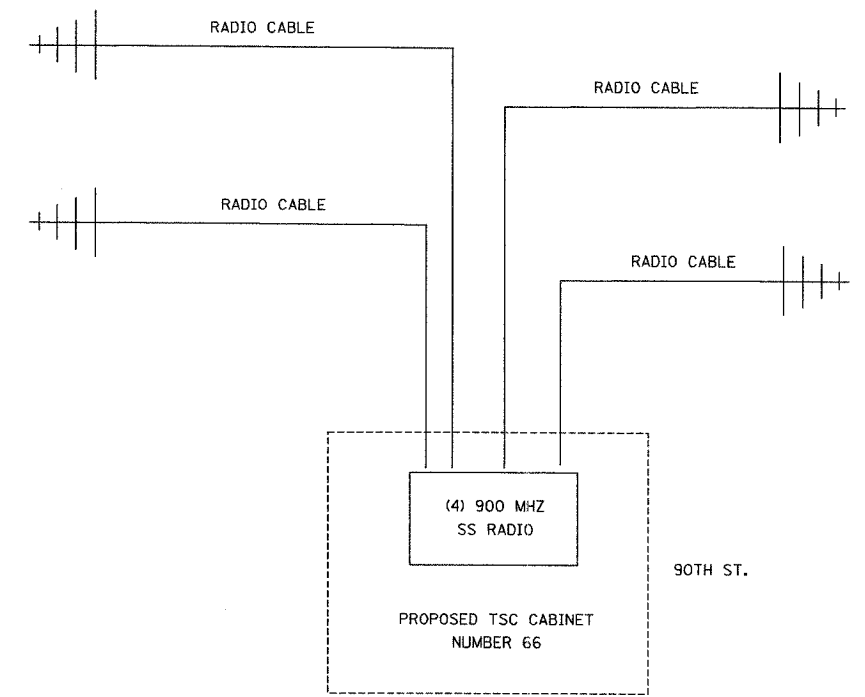 RADIO CABLE
RADIO CABLE
RADIO CABLE
RADIO CABLE
(4) 900 MHZ
SS RADIO
90TH ST.
PROPOSED TSC CABINET
NUMBER 66